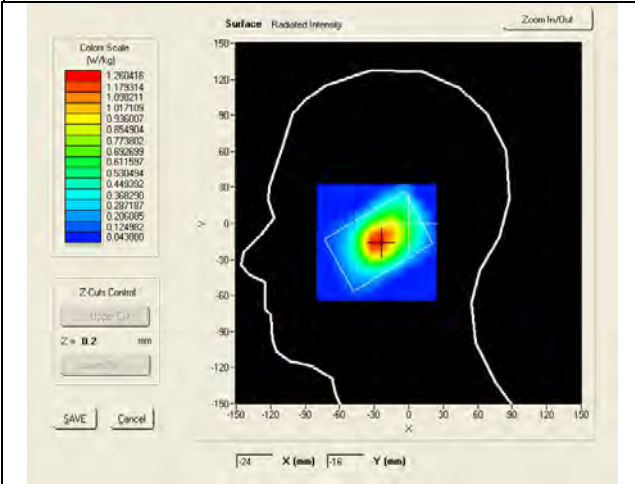 Surface Radiated Intensity
Zoom In/Out
Colors Scale
(W/kg)
1.260416
1.179314
1.098211
1.017109
0.936007
0.854904
0.773802
0.692699
0.611597
0.530494
0.449392
0.368290
0.287187
0.206085
0.124982
0.043880
150
120
90
60
30
0
-30
-60
-90
-120
-150
Y
-150 -120 -90 -60 -30 0 30 60 90 120 150
X
Z-Cuts Control
Upper Cut
Z = 0.2 mm
SAVE Cancel
-24 X (mm) -16 Y (mm)